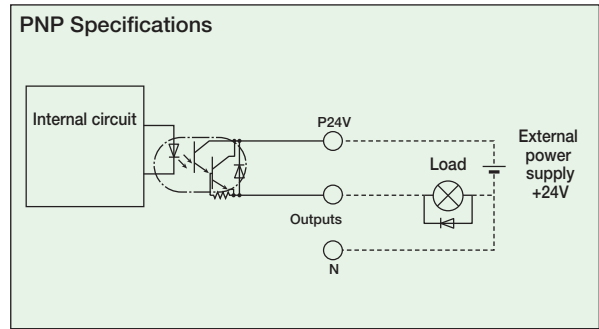 PNP Specifications
Internal circuit
P24V
Load
External
power
supply
+24V
Outputs
N